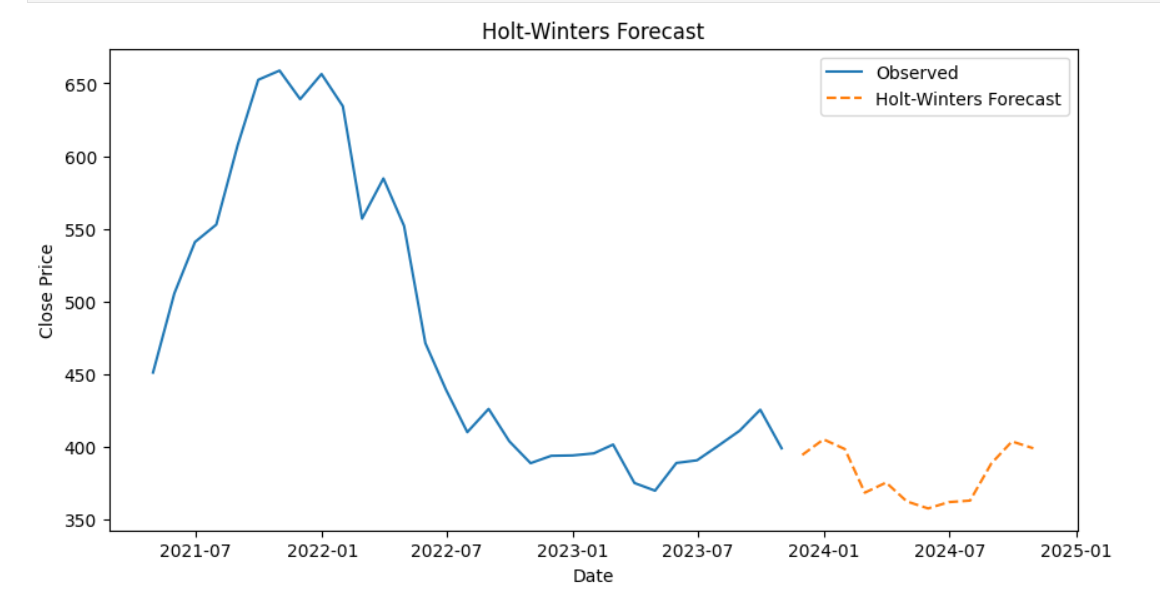 Holt-Winters Forecast
Observed
Holt-Winters Forecast
650
600
550
500
450
400
350
Close Price
2021-07 2022-01 2022-07 2023-01 2023-07 2024-01 2024-07 2025-01
Date